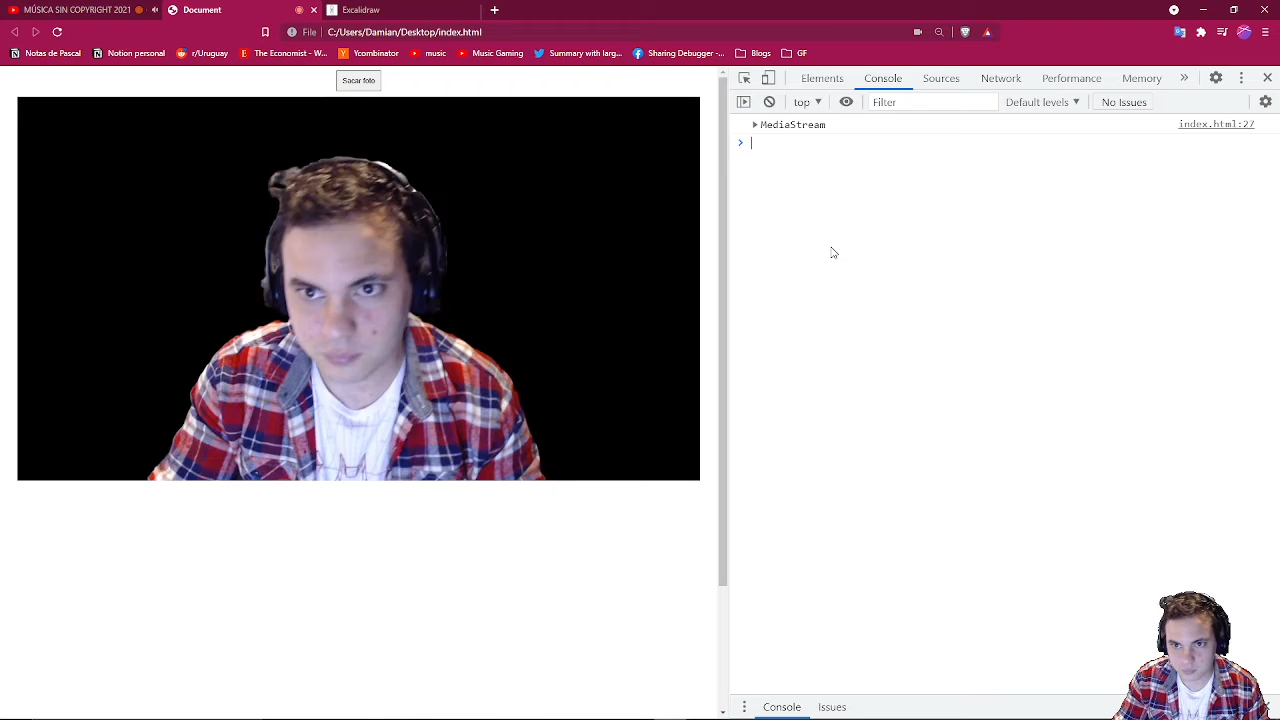 MÚSICA SIN COPYRIGHT 2021
Document
Excalidraw
File
C:/Users/Damian/Desktop/index.html
Notas de Pascal
Notion personal
r/Uruguay
The Economist - W...
Ycombinator
music
Music Gaming
Summary with larg...
Sharing Debugger -...
Blogs
GF
Sacar foto
Elements
Console
Sources
Network
Performance
Memory
top
Filter
Default levels
No Issues
MediaStream
index.html:27
Console
Issues